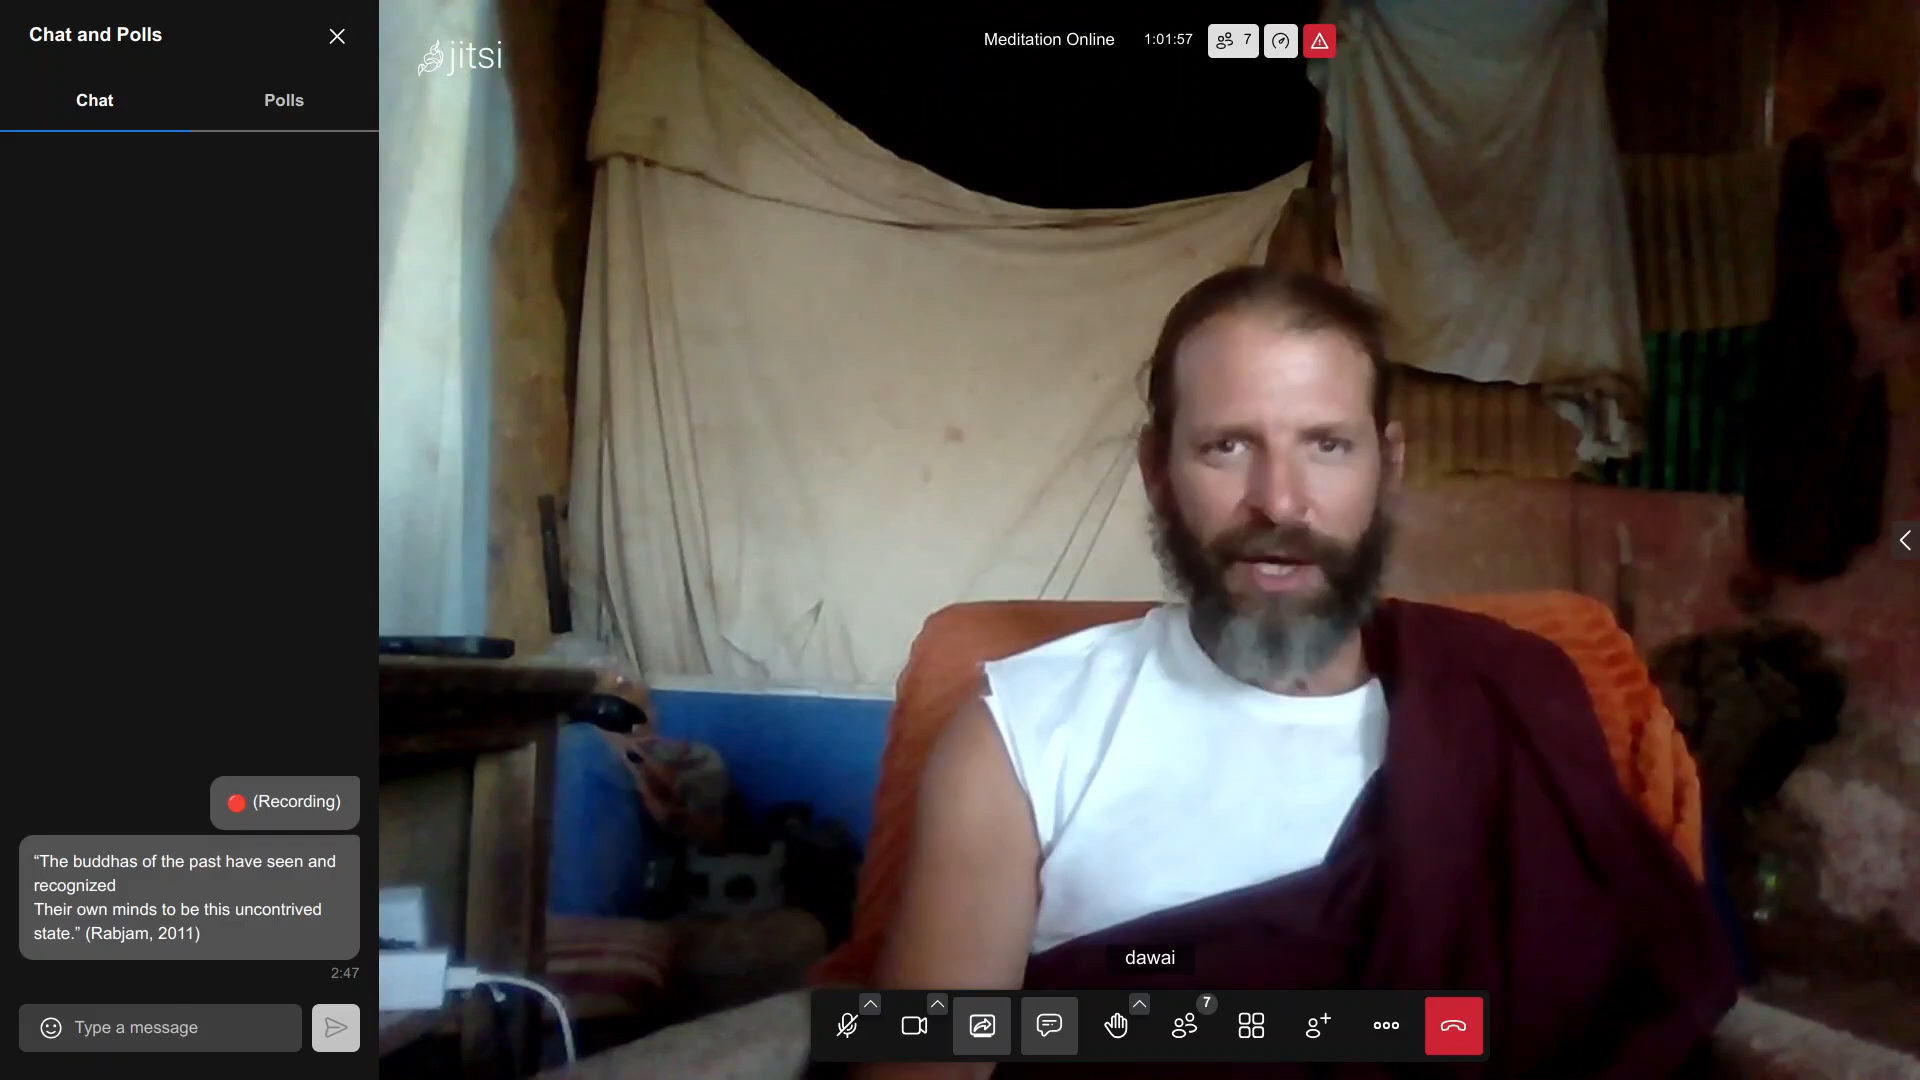 Chat and Polls
Chat
Polls
jitsi
Meditation Online
1:01:57
7
🔴 (Recording)
“The buddhas of the past have seen and
recognized
Their own minds to be this uncontrived
state.” (Rabjam, 2011)
2:47
Type a message
dawai
7